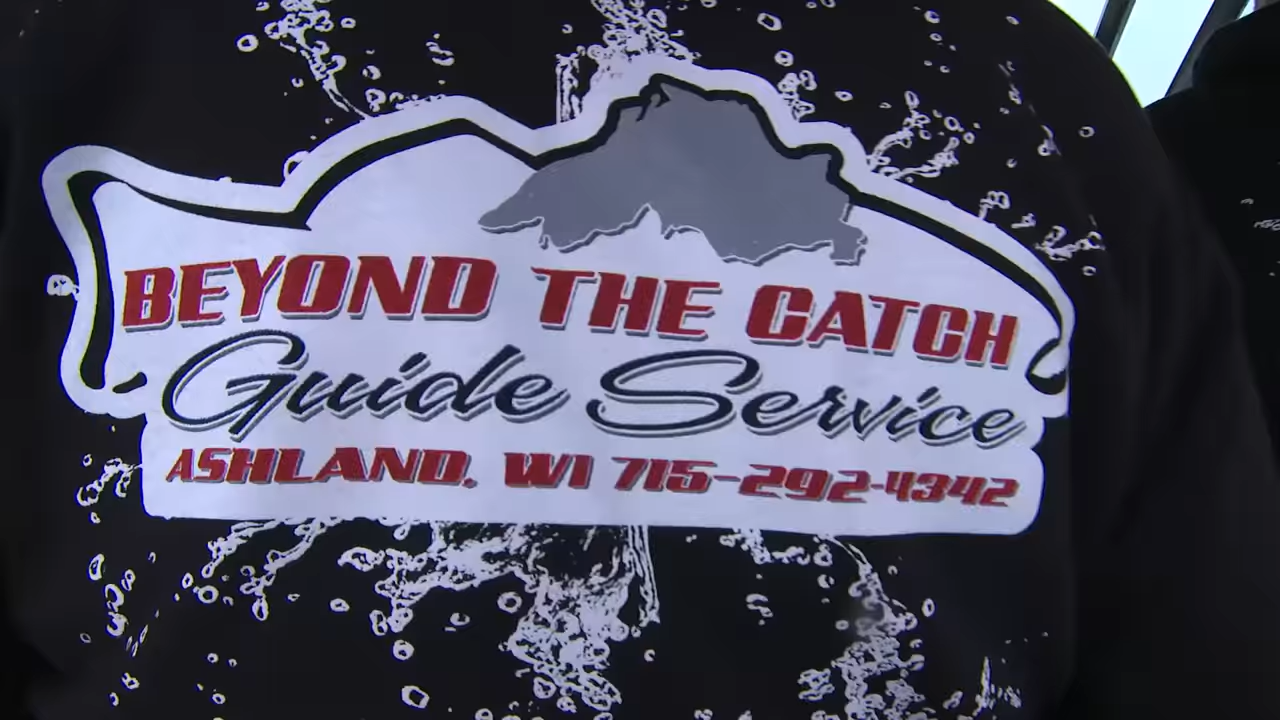 BEYOND THE CATCH
Guide Service
ASHLAND, WI 715-292-4342